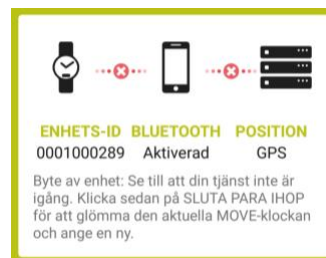 ENHETS-ID BLUETOOTH POSITION
0001000289 Aktiverad GPS
Byte av enhet: Se till att din tjänst inte är
igång. Klicka sedan på SLUTA PARA IHOP
för att glömma den aktuella MOVE-klockan
och ange en ny.